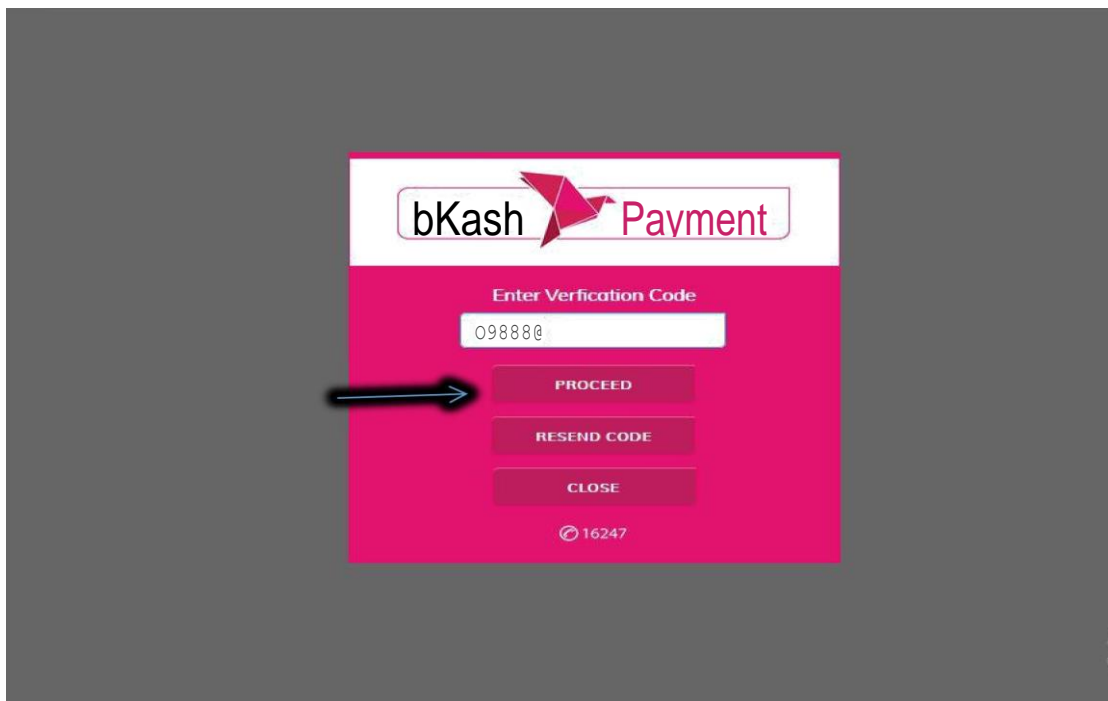 bKash Payment
Enter Verfication Code
O9888@
PROCEED
RESEND CODE
CLOSE
16247